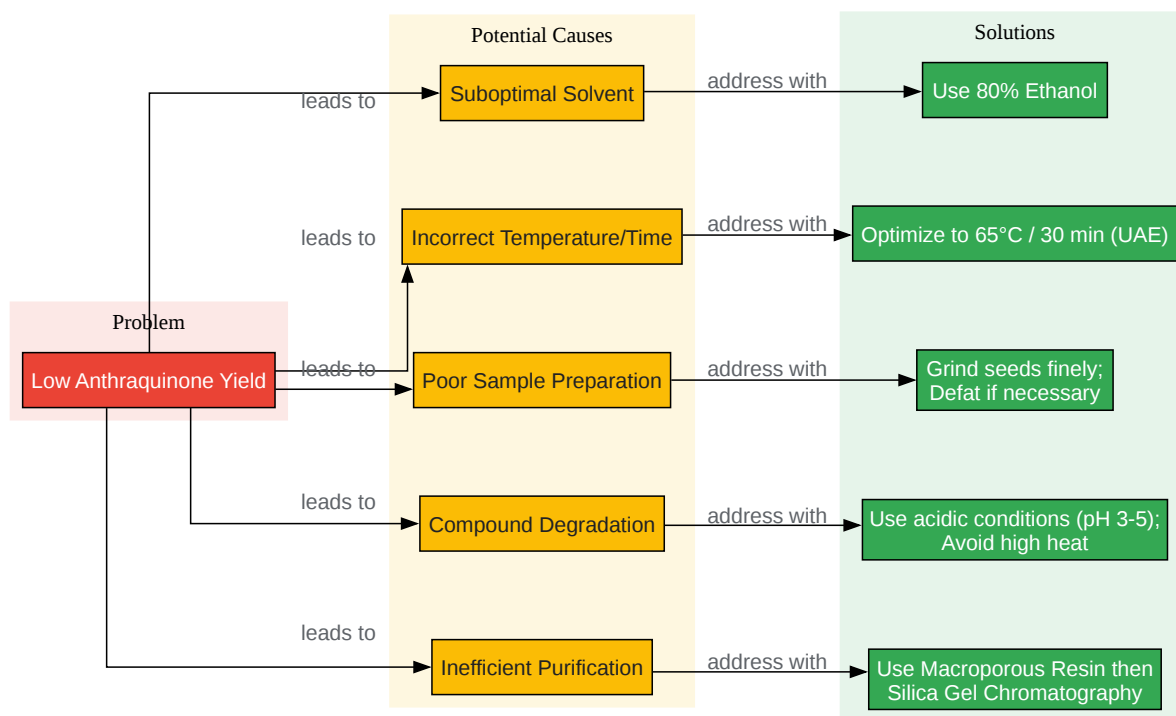 Potential Causes
Solutions
Suboptimal Solvent
address with
Use 80% Ethanol
leads to
Incorrect Temperature/Time
address with
Optimize to 65°C / 30 min (UAE)
leads to
Problem
Low Anthraquinone Yield
leads to
Poor Sample Preparation
address with
Grind seeds finely;
Defat if necessary
leads to
Compound Degradation
address with
Use acidic conditions (pH 3-5);
Avoid high heat
leads to
Inefficient Purification
address with
Use Macroporous Resin then
Silica Gel Chromatography